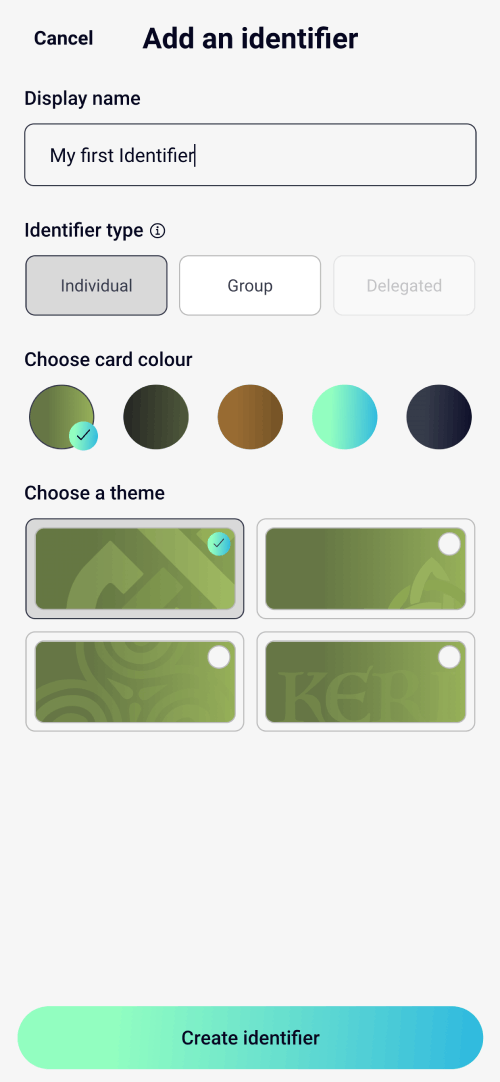 Cancel
Add an identifier
Display name
My first Identifier
Identifier type
Individual
Group
Delegated
Choose card colour
Choose a theme
KER
Create identifier